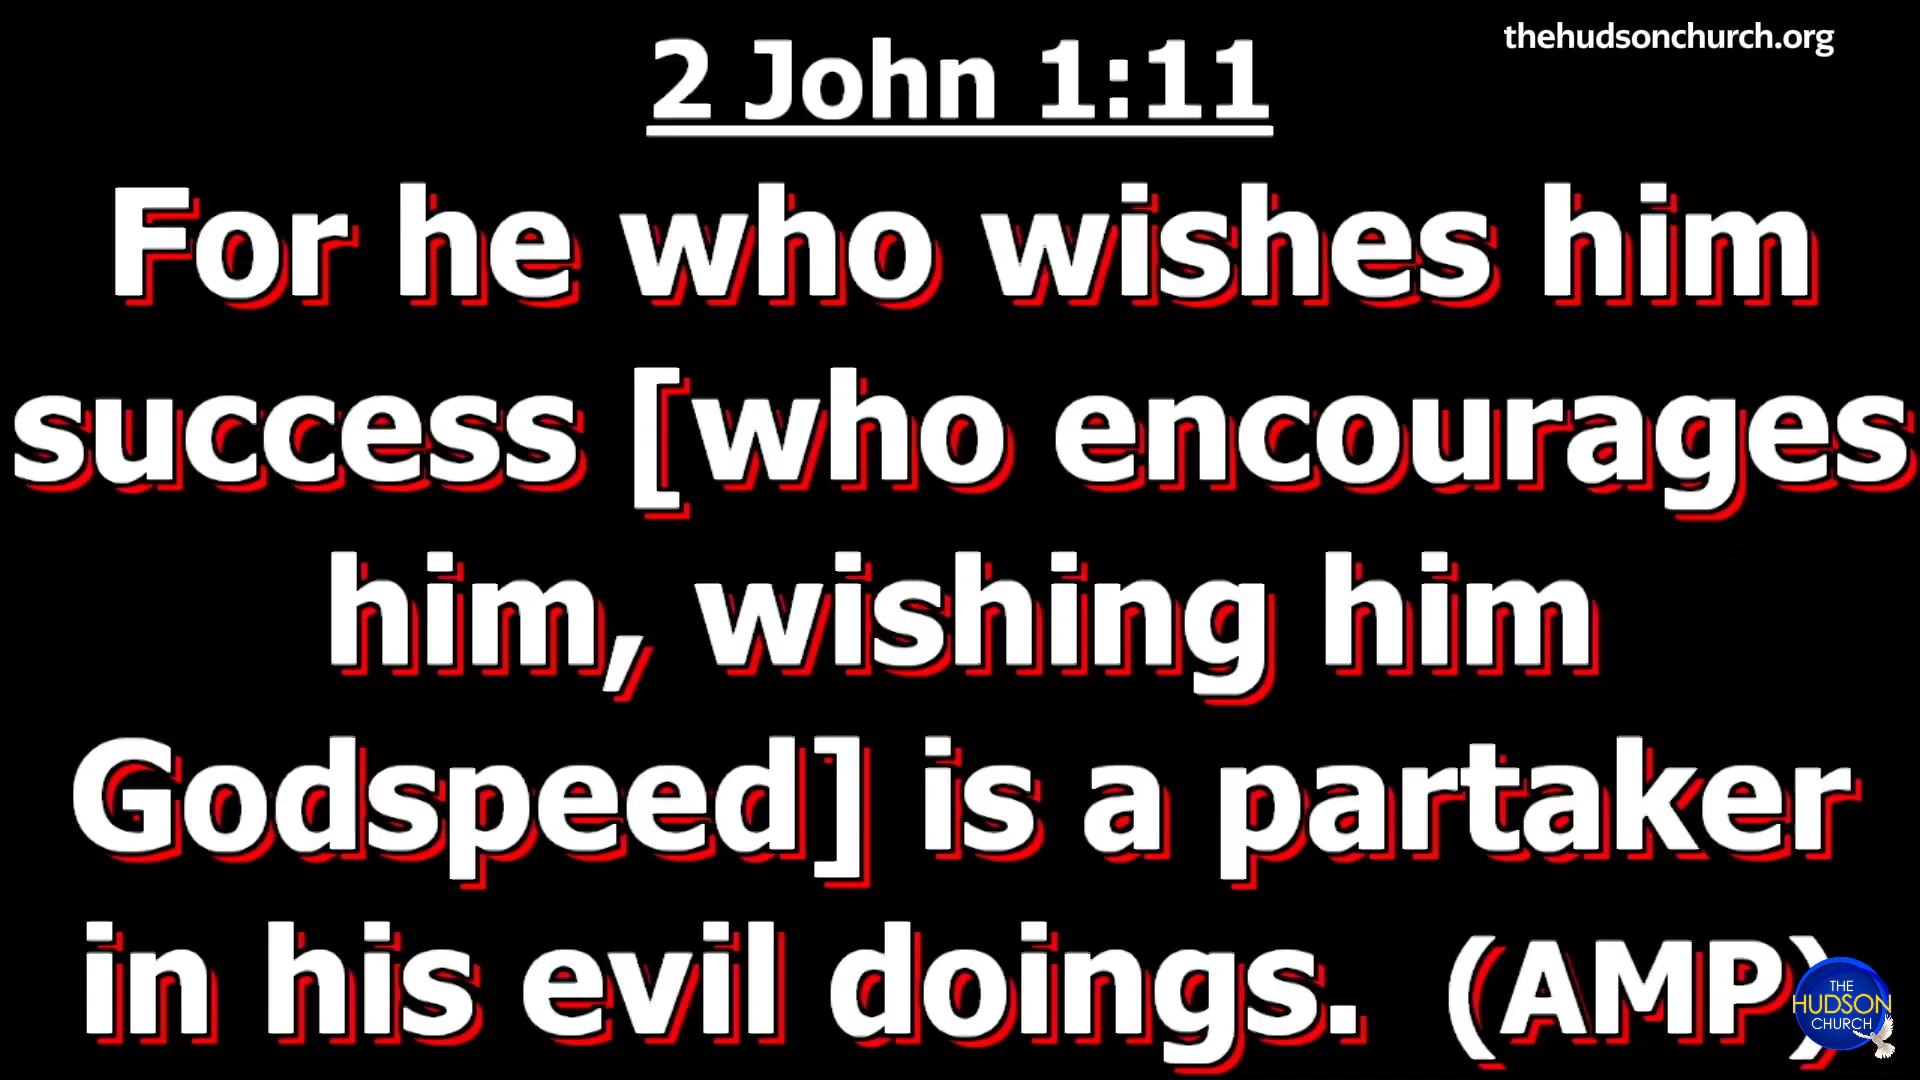 thehudsonchurch.org
2 John 1:11
For he who wishes him
success [who encourages
him, wishing him
Godspeed] is a partaker
in his evil doings. (AMP)
THE
HUDSON
CHURCH